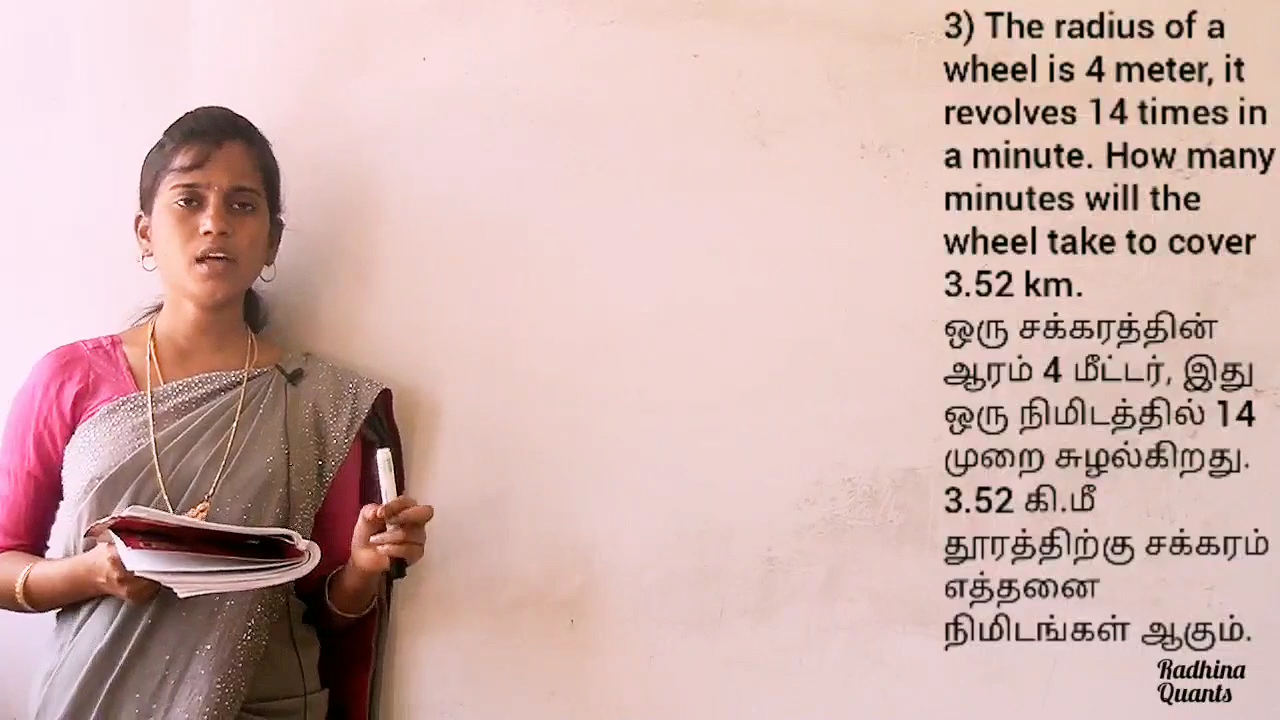 3) The radius of a
wheel is 4 meter, it
revolves 14 times in
a minute. How many
minutes will the
wheel take to cover
3.52 km.
ஒரு சக்கரத்தின்
ஆரம் 4 மீட்டர், இது
ஒரு நிமிடத்தில் 14
முறை சுழல்கிறது.
3.52 கி.மீ
தூரத்திற்கு சக்கரம்
எத்தனை
நிமிடங்கள் ஆகும்.
Radhina
Quants